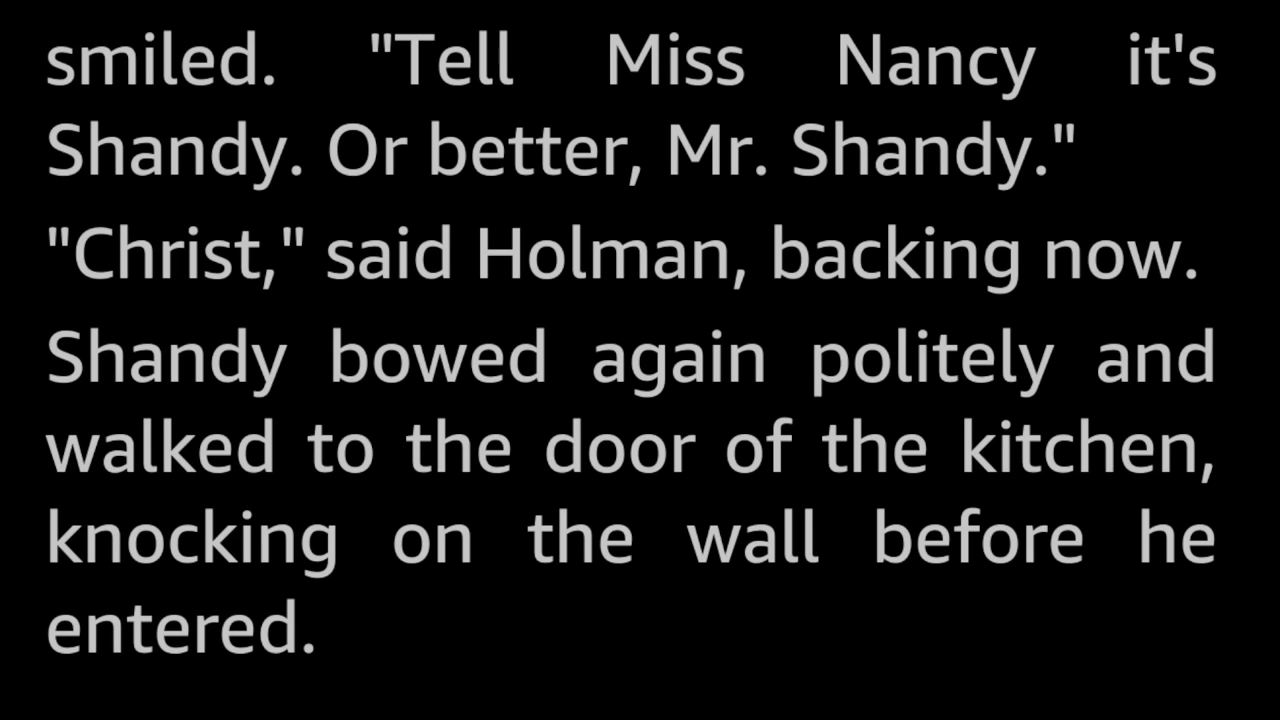 smiled. "Tell Miss Nancy it's
Shandy. Or better, Mr. Shandy."
"Christ," said Holman, backing now.
Shandy bowed again politely and
walked to the door of the kitchen,
knocking on the wall before he
entered.